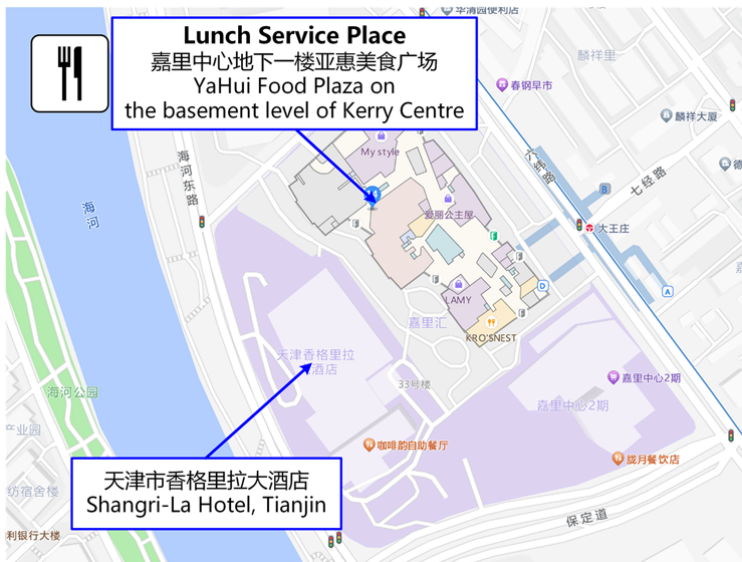 华清园便利店
Lunch Service Place
嘉里中心地下一楼亚惠美食广场
YaHui Food Plaza on
the basement level of Kerry Centre
麟祥里
春钢早市
麟祥大厦
德
My style
海河东路
六纬路
七经路
B
海河
爱丽公主屋
大王庄
D
A
LAMY
嘉里汇
KRO'SNEST
天津香格里拉
酒店
33号楼
嘉里中心2期
嘉里中心2期
海河公园
产业园
咖啡韵自助餐厅
胧月餐饮店
天津市香格里拉大酒店
Shangri-La Hotel, Tianjin
纺宿舍楼
保定道
利银行大楼